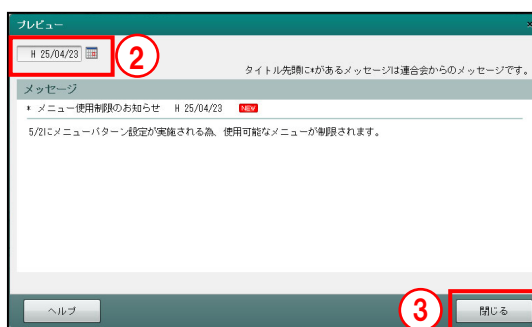 プレビュー ×
H 25/04/23 ②
タイトル先頭に*があるメッセージは連合会からのメッセージです。
メッセージ
* メニュー使用制限のお知らせ H 25/04/23 NEW
5/2にメニューパターン設定が実施される為、使用可能なメニューが制限されます。
ヘルプ ③ 閉じる